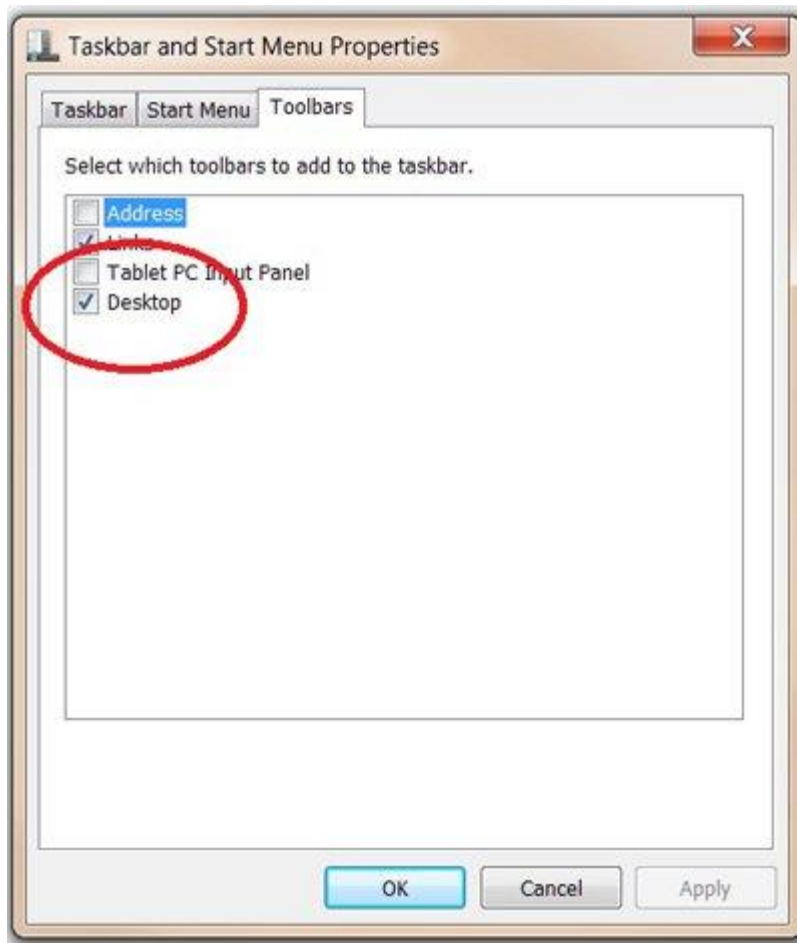 Taskbar and Start Menu Properties
Taskbar Start Menu Toolbars
Select which toolbars to add to the taskbar.
Address
Links
Tablet PC Input Panel
Desktop
OK Cancel Apply